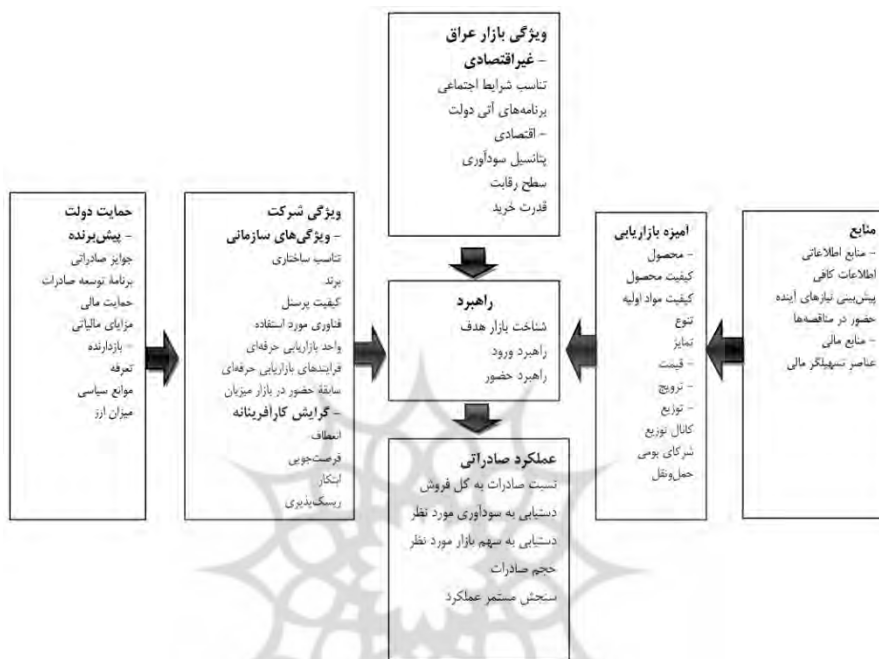 ویژگی بازار عراق
- غیراقتصادی
تناسب شرایط اجتماعی
برنامه‌های آتی دولت
- اقتصادی
پتانسیل سودآوری
سطح رقابت
قدرت خرید
منابع
- منابع اطلاعاتی
اطلاعات کافی
پیش‌بینی نیازهای آینده
حضور در مناقصه‌ها
- منابع مالی
عناصر تسهیلگر مالی
آمیزه بازاریابی
- محصول
کیفیت محصول
کیفیت مواد اولیه
تنوع
تمایز
- قیمت
- ترویج
- توزیع
کانال توزیع
شرکای بومی
حمل‌ونقل
راهبرد
شناخت بازار هدف
راهبرد ورود
راهبرد حضور
ویژگی شرکت
- ویژگی‌های سازمانی
تناسب ساختاری
برند
کیفیت پرسنل
فناوری مورد استفاده
واحد بازاریابی حرفه‌ای
فرایندهای بازاریابی حرفه‌ای
سابقة حضور در بازار میزبان
- گرایش کارآفرینانه
انعطاف
فرصت‌جویی
ابتکار
ریسک‌پذیری
حمایت دولت
- پیش‌برنده
جوایز صادراتی
برنامة توسعه صادرات
حمایت مالی
مزایای مالیاتی
- بازدارنده
تعرفه
موانع سیاسی
میزان ارز
عملکرد صادراتی
نسبت صادرات به کل فروش
دستیابی به سودآوری مورد نظر
دستیابی به سهم بازار مورد نظر
حجم صادرات
سنجش مستمر عملکرد